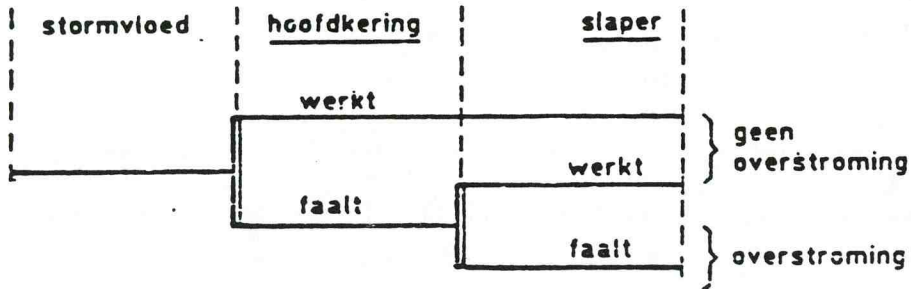 stormvloed hoofdkering slaper
werkt
geen
overstroming
werkt
faalt
faalt
overstroming